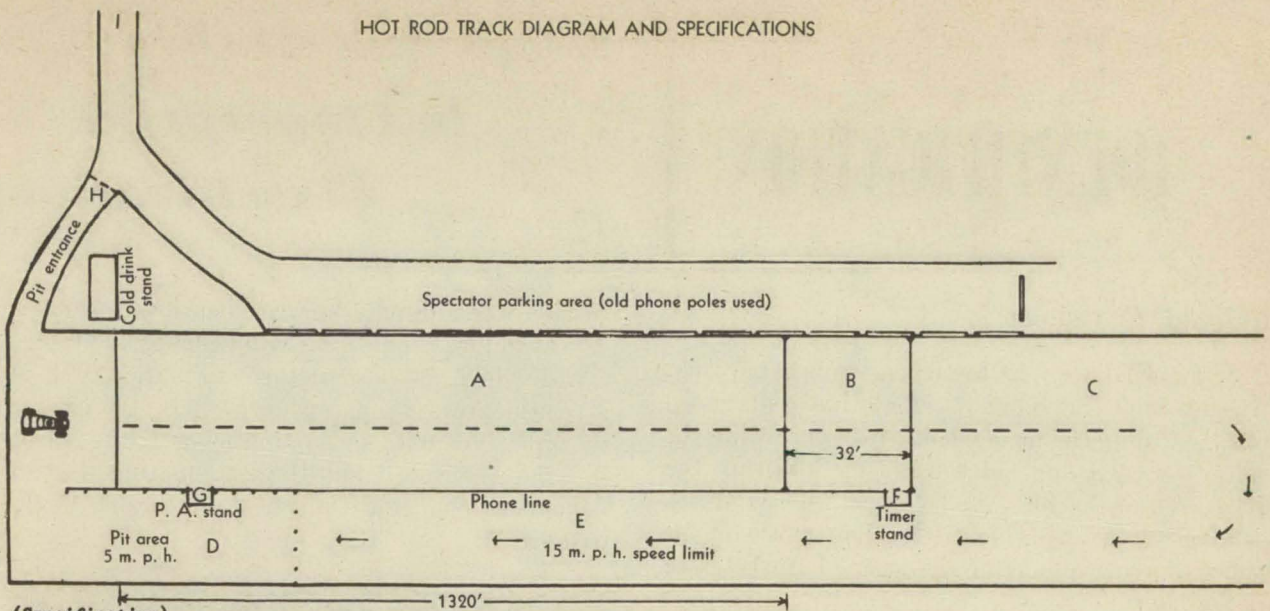 HOT ROD TRACK DIAGRAM AND SPECIFICATIONS
H
Pit entrance
Cold drink
stand
Spectator parking area (old phone poles used)
A
B
C
32'
G
P. A. stand
Phone line
F
Timer
stand
E
Pit area
5 m. p. h.
D
15 m. p. h. speed limit
1320'